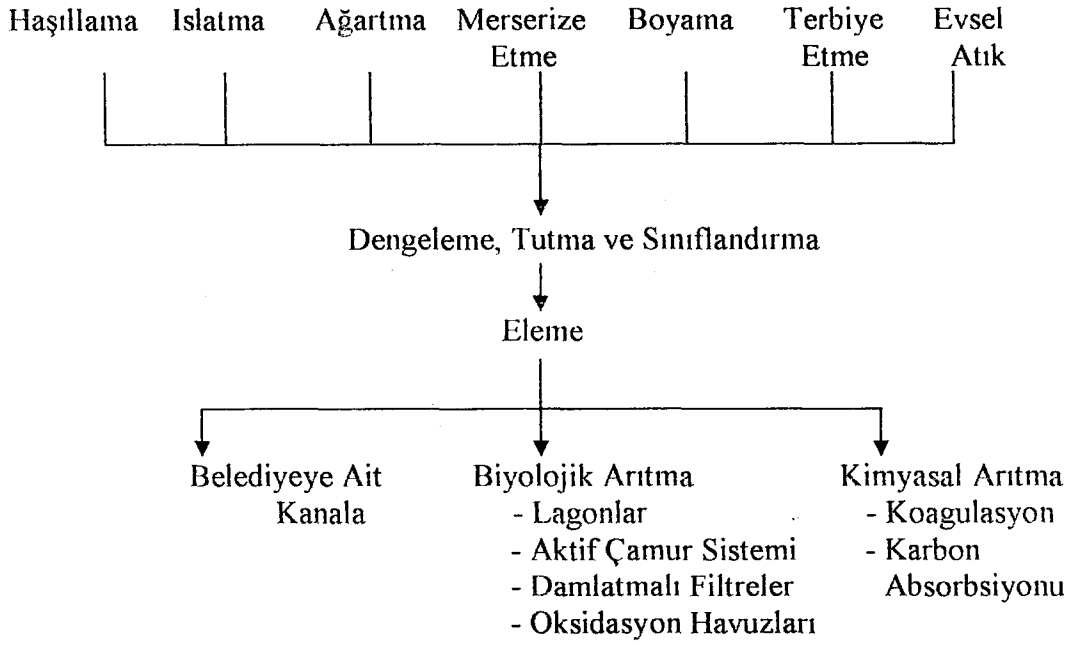 Haşıllama Islatma Ağartma Merserize Etme Boyama Terbiye Etme Evsel Atık
Dengeleme, Tutma ve Sınıflandırma
Eleme
Belediyeye Ait Kanala
Biyolojik Arıtma
- Lagonlar
- Aktif Çamur Sistemi
- Damlatmalı Filtreler
- Oksidasyon Havuzları
Kimyasal Arıtma
- Koagulasyon
- Karbon
Absorbsiyonu